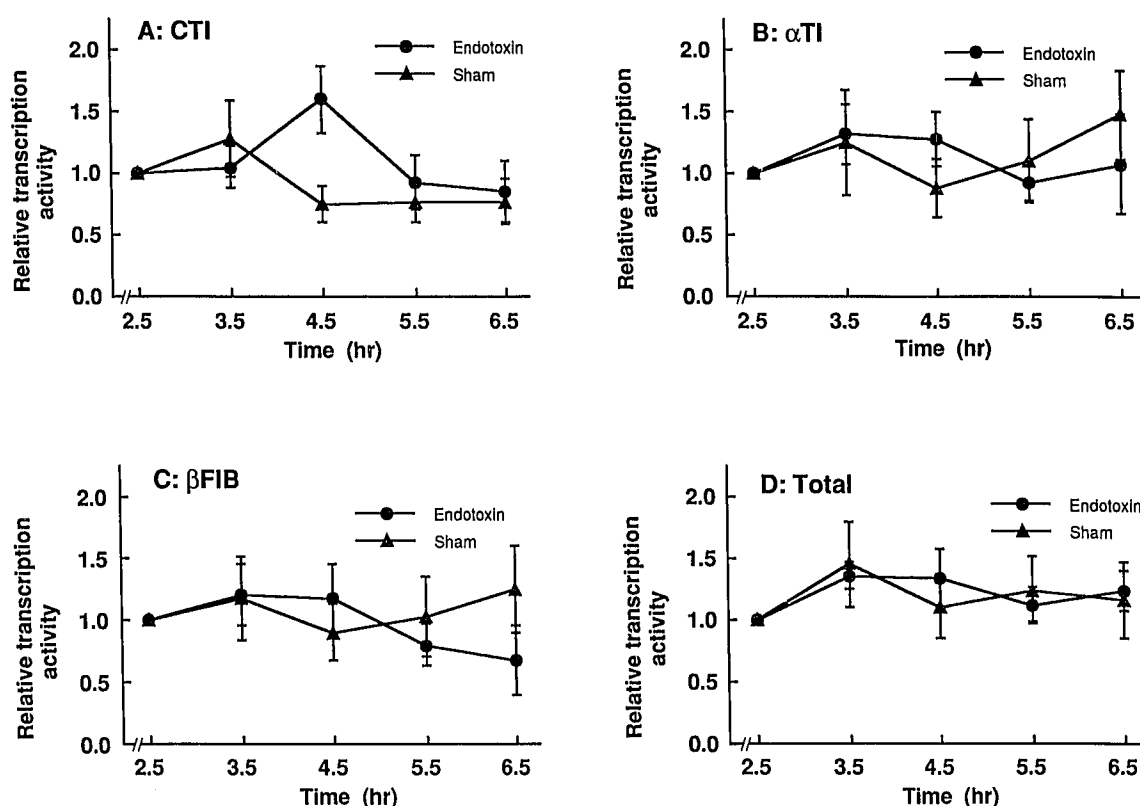 A: CTI
Endotoxin
Sham
Relative transcription
activity
2.0
1.5
1.0
0.5
0.0
2.5 3.5 4.5 5.5 6.5
Time (hr)
B: αTI
Endotoxin
Sham
Relative transcription
activity
2.0
1.5
1.0
0.5
0.0
2.5 3.5 4.5 5.5 6.5
Time (hr)
C: βFIB
Endotoxin
Sham
Relative transcription
activity
2.0
1.5
1.0
0.5
0.0
2.5 3.5 4.5 5.5 6.5
Time (hr)
D: Total
Endotoxin
Sham
Relative transcription
activity
2.0
1.5
1.0
0.5
0.0
2.5 3.5 4.5 5.5 6.5
Time (hr)